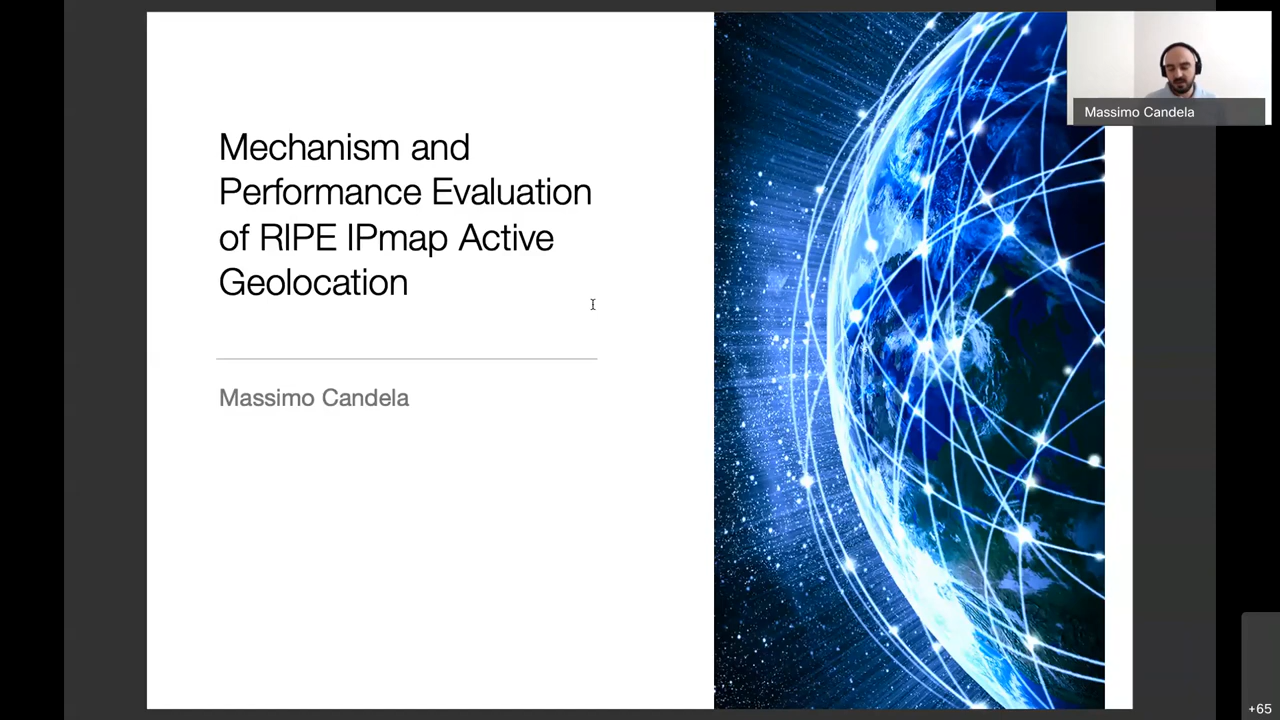 Mechanism and
Performance Evaluation
of RIPE IPmap Active
Geolocation
Massimo Candela
Massimo Candela
+65